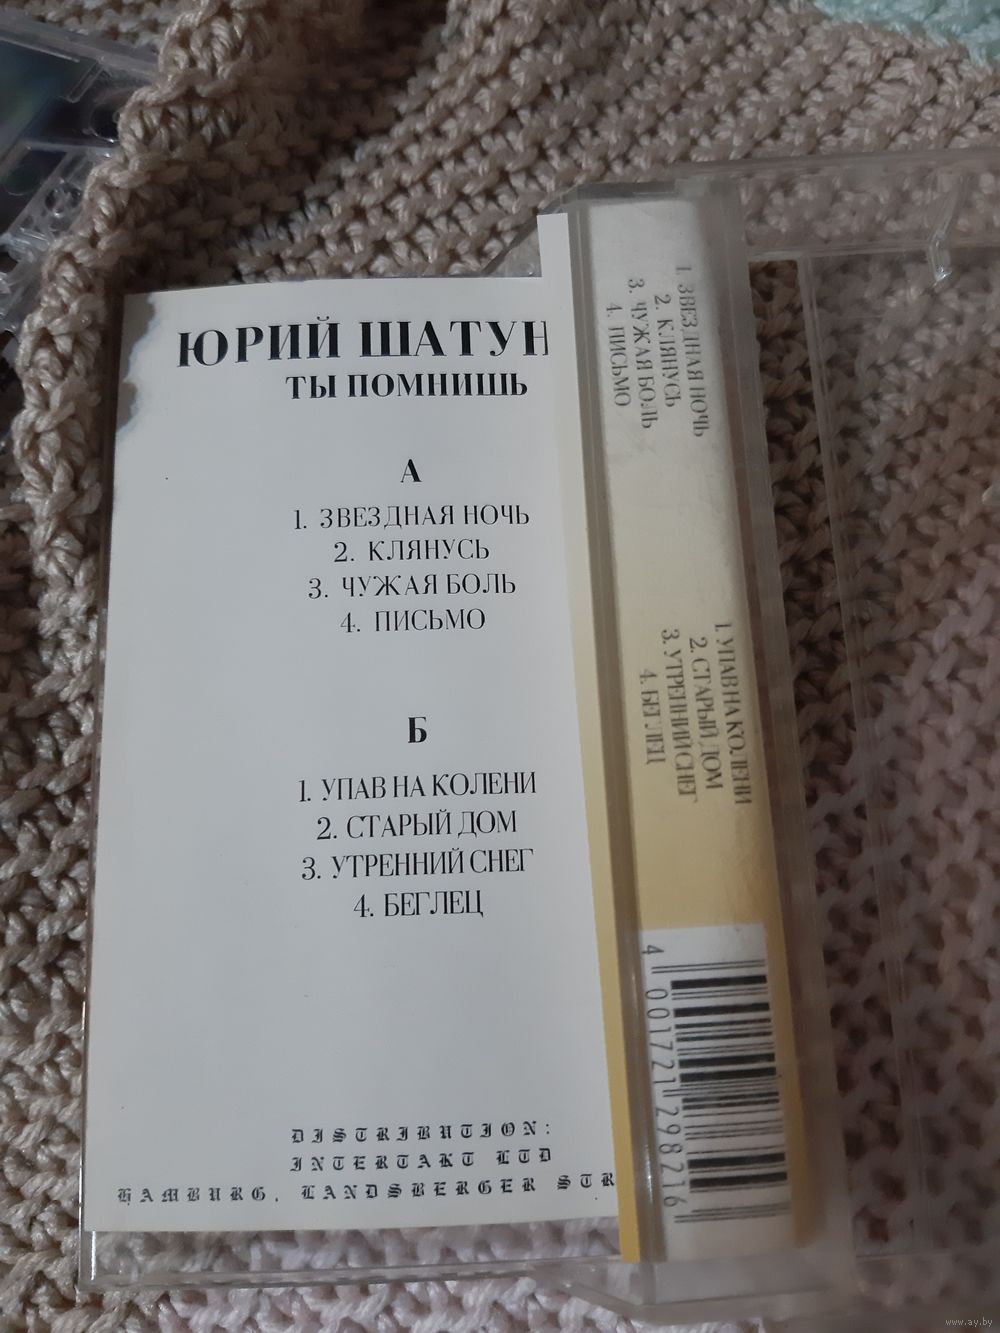 ЮРИЙ ШАТУН
ТЫ ПОМНИШЬ
А
1. ЗВЕЗДНАЯ НОЧЬ
2. КЛЯНУСЬ
3. ЧУЖАЯ БОЛЬ
4. ПИСЬМО
Б
1. УПАВ НА КОЛЕНИ
2. СТАРЫЙ ДОМ
3. УТРЕННИЙ СНЕГ
4. БЕГЛЕЦ
DISTRIBUTION:
INTERTAKT LTD
HAMBURG, LANDSBERGER STR
1. ЗВЕЗДНАЯ НОЧЬ
2. КЛЯНУСЬ
3. ЧУЖАЯ БОЛЬ
4. ПИСЬМО
1. УПАВ НА КОЛЕНИ
2. СТАРЫЙ ДОМ
3. УТРЕННИЙ СНЕГ
4. БЕГЛЕЦ
4 001721 298216
www.ay.by